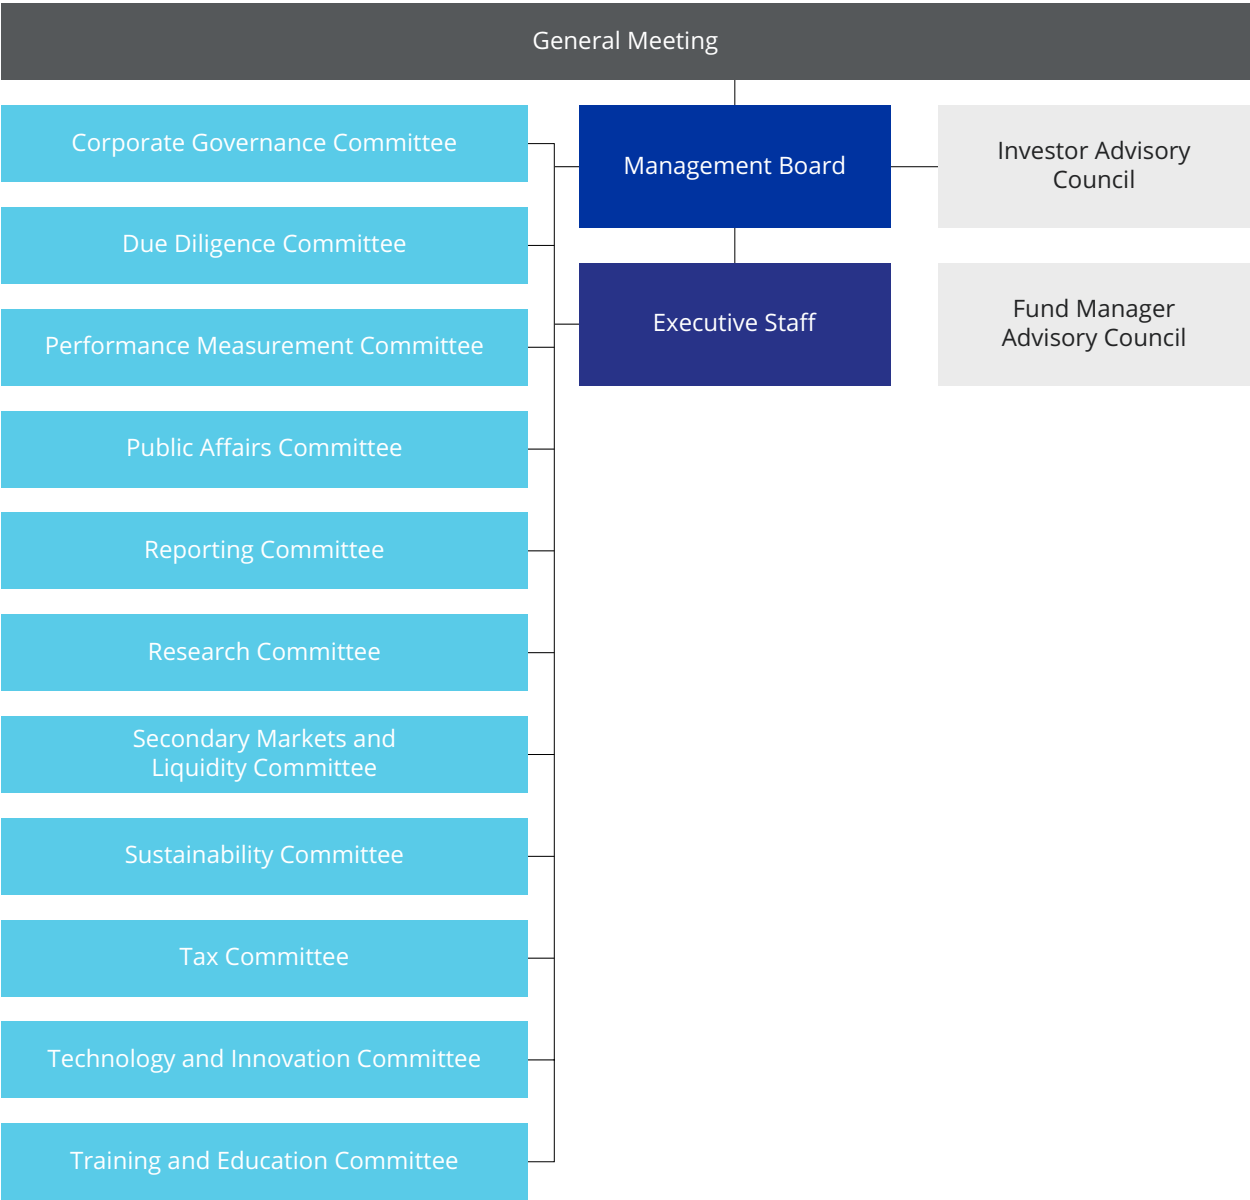 General Meeting
Corporate Governance Committee
Due Diligence Committee
Performance Measurement Committee
Public Affairs Committee
Reporting Committee
Research Committee
Secondary Markets and
Liquidity Committee
Sustainability Committee
Tax Committee
Technology and Innovation Committee
Training and Education Committee
Management Board
Executive Staff
Investor Advisory
Council
Fund Manager
Advisory Council